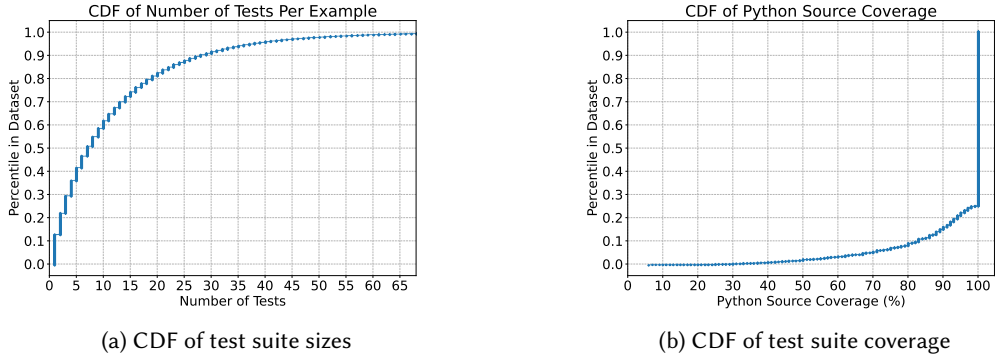 CDF of Number of Tests Per Example
1.0
0.9
0.8
0.7
0.6
0.5
0.4
0.3
0.2
0.1
0.0
Percentile in Dataset
0 5 10 15 20 25 30 35 40 45 50 55 60 65
Number of Tests
(a) CDF of test suite sizes
CDF of Python Source Coverage
1.0
0.9
0.8
0.7
0.6
0.5
0.4
0.3
0.2
0.1
0.0
Percentile in Dataset
0 10 20 30 40 50 60 70 80 90 100
Python Source Coverage (%)
(b) CDF of test suite coverage